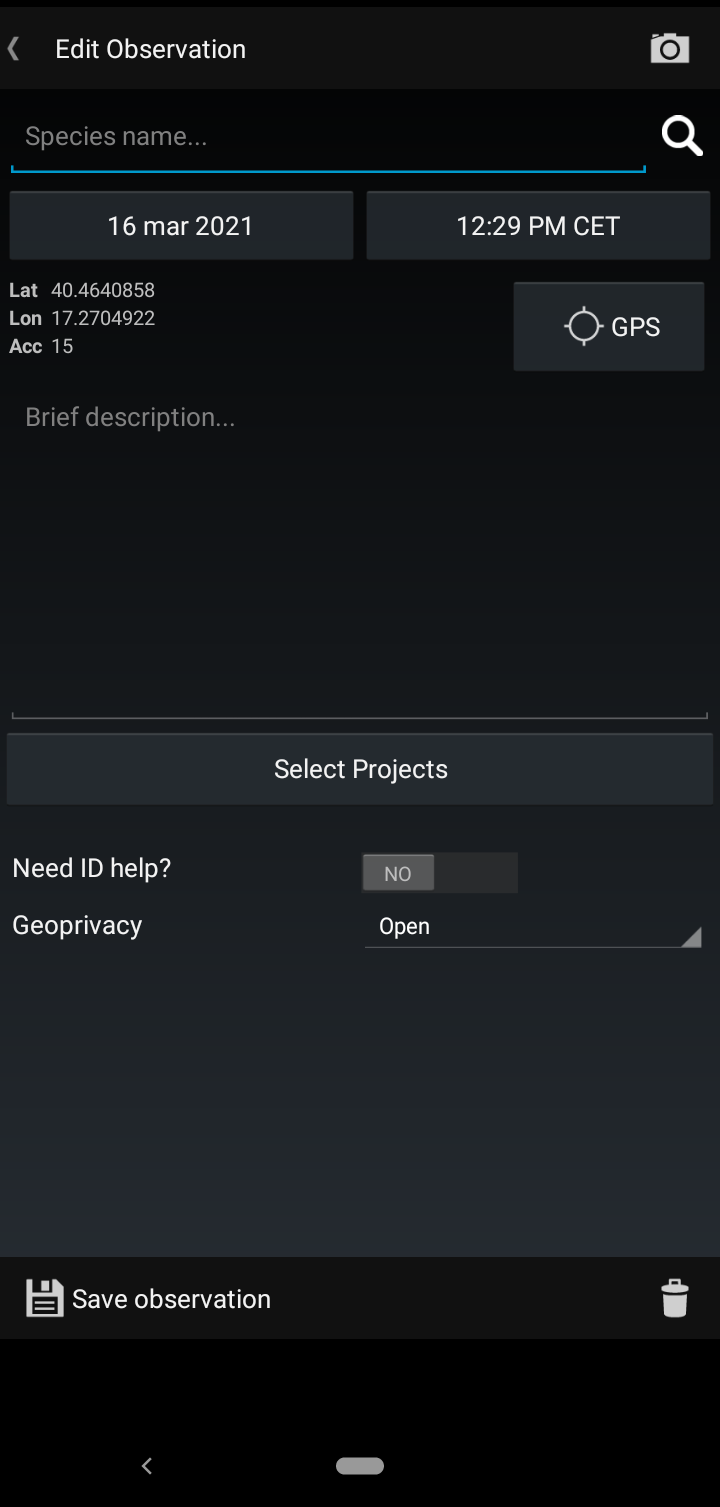 Edit Observation
Species name...
16 mar 2021
12:29 PM CET
Lat 40.4640858
Lon 17.2704922
Acc 15
GPS
Brief description...
Select Projects
Need ID help?
NO
Geoprivacy
Open
Save observation